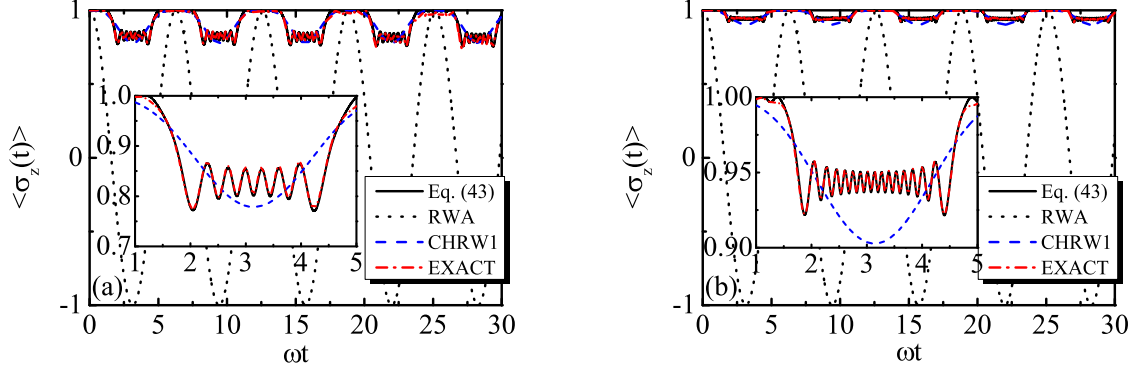 1
0
-1
<σz(t)>
0 5 10 15 20 25 30
ωt
(a)
1.0
0.9
0.8
0.7
1 2 3 4 5
Eq. (43)
RWA
CHRW1
EXACT
1
0
-1
<σz(t)>
0 5 10 15 20 25 30
ωt
(b)
1.00
0.95
0.90
1 2 3 4 5
Eq. (43)
RWA
CHRW1
EXACT